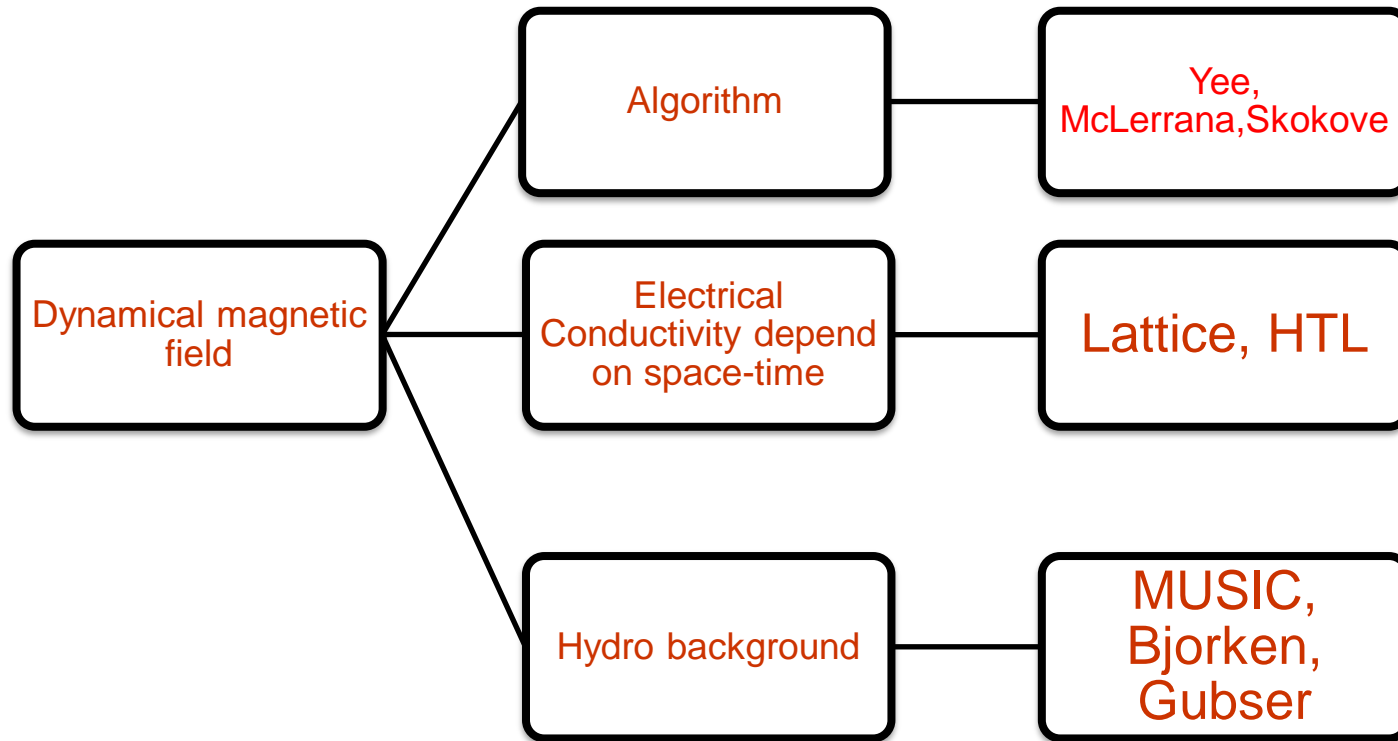 Algorithm
Yee,
McLerrana,Skokove
Dynamical magnetic
field
Electrical
Conductivity depend
on space-time
Lattice, HTL
Hydro background
MUSIC,
Bjorken,
Gubser